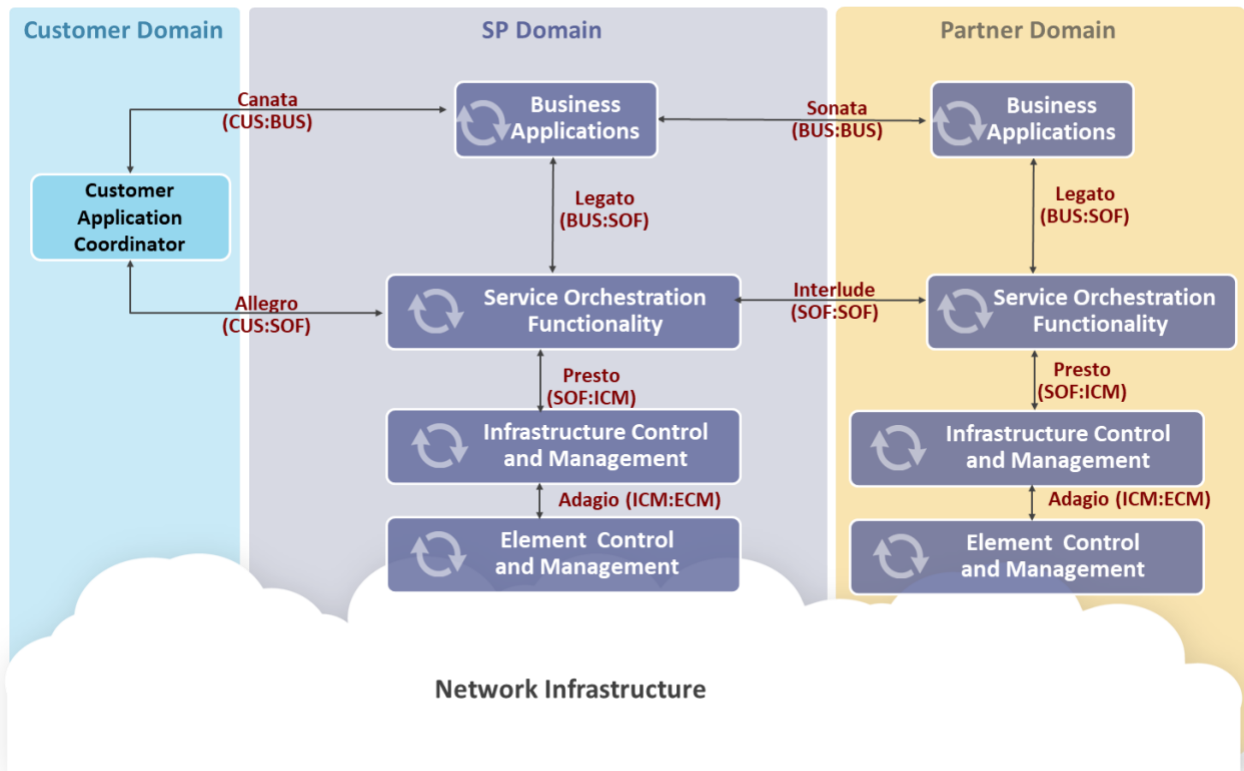 Customer Domain
SP Domain
Partner Domain
Canata
(CUS:BUS)
Business
Applications
Sonata
(BUS:BUS)
Business
Applications
Customer
Application
Coordinator
Legato
(BUS:SOF)
Legato
(BUS:SOF)
Allegro
(CUS:SOF)
Service Orchestration
Functionality
Interlude
(SOF:SOF)
Service Orchestration
Functionality
Presto
(SOF:ICM)
Presto
(SOF:ICM)
Infrastructure Control
and Management
Infrastructure Control
and Management
Adagio (ICM:ECM)
Adagio (ICM:ECM)
Element Control
and Management
Element Control
and Management
Network Infrastructure